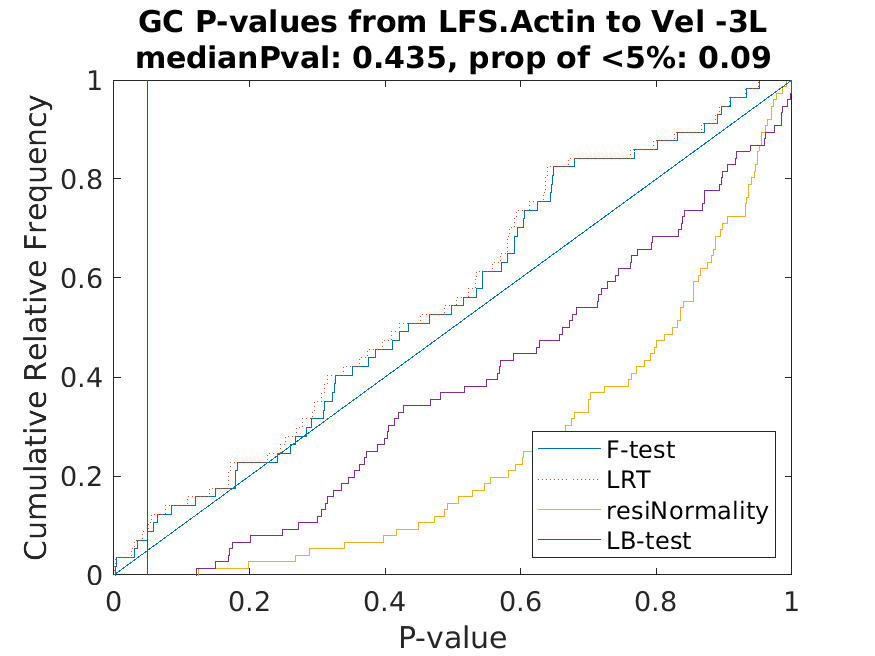 GC P-values from LFS.Actin to Vel -3L
medianPval: 0.435, prop of <5%: 0.09
Cumulative Relative Frequency
1
0.8
0.6
0.4
0.2
0
0 0.2 0.4 0.6 0.8 1
P-value
F-test
LRT
resiNormality
LB-test